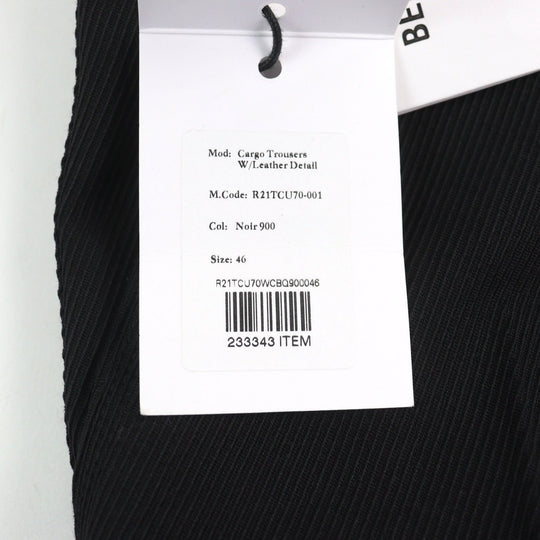 BE
Mod: Cargo Trousers
W/Leather Detail
M.Code: R21TCU70-001
Col: Noir 900
Size: 46
R21TCU70WCBQ900046
233343 ITEM